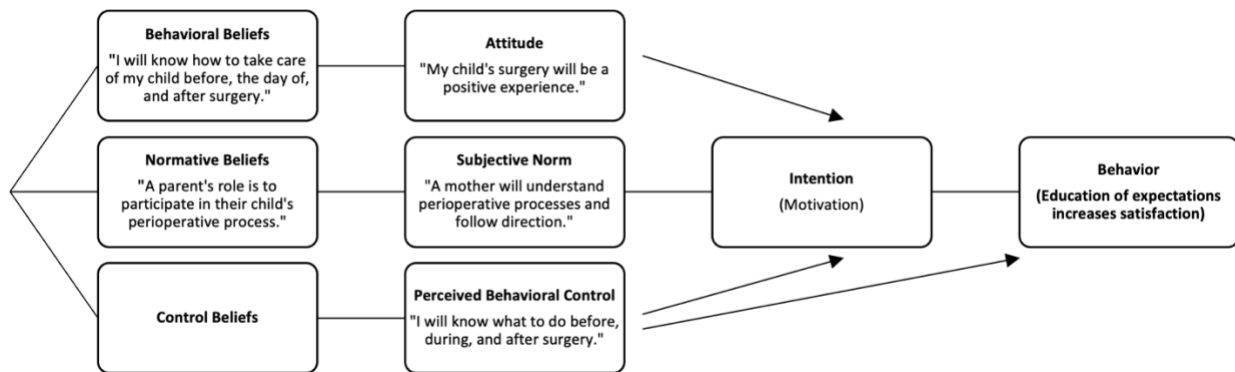 Behavioral Beliefs
"I will know how to take care
of my child before, the day of,
and after surgery."
Attitude
"My child's surgery will be a
positive experience."
Normative Beliefs
"A parent's role is to
participate in their child's
perioperative process."
Subjective Norm
"A mother will understand
perioperative processes and
follow direction."
Intention
(Motivation)
Behavior
(Education of expectations
increases satisfaction)
Control Beliefs
Perceived Behavioral Control
"I will know what to do before,
during, and after surgery."